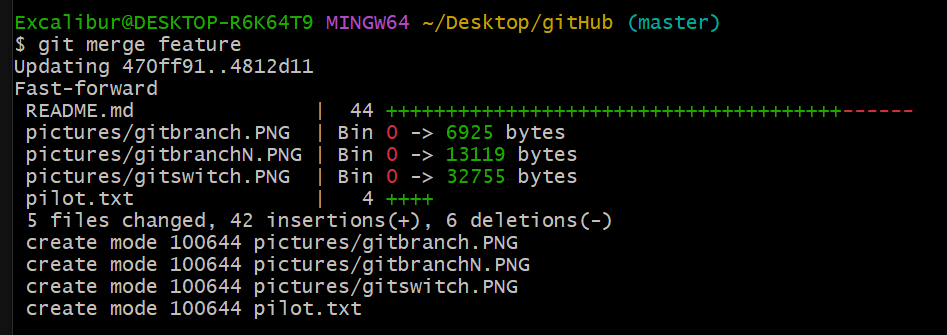 Excalibur@DESKTOP-R6K64T9 MINGW64 ~/Desktop/gitHub (master)
$ git merge feature
Updating 470ff91..4812d11
Fast-forward
 README.md               |  44 ++++++++++++++++++++++++++++++++++++++------
 pictures/gitbranch.PNG  | Bin 0 -> 6925 bytes
 pictures/gitbranchN.PNG | Bin 0 -> 13119 bytes
 pictures/gitswitch.PNG  | Bin 0 -> 32755 bytes
 pilot.txt               |   4 ++++
 5 files changed, 42 insertions(+), 6 deletions(-)
 create mode 100644 pictures/gitbranch.PNG
 create mode 100644 pictures/gitbranchN.PNG
 create mode 100644 pictures/gitswitch.PNG
 create mode 100644 pilot.txt